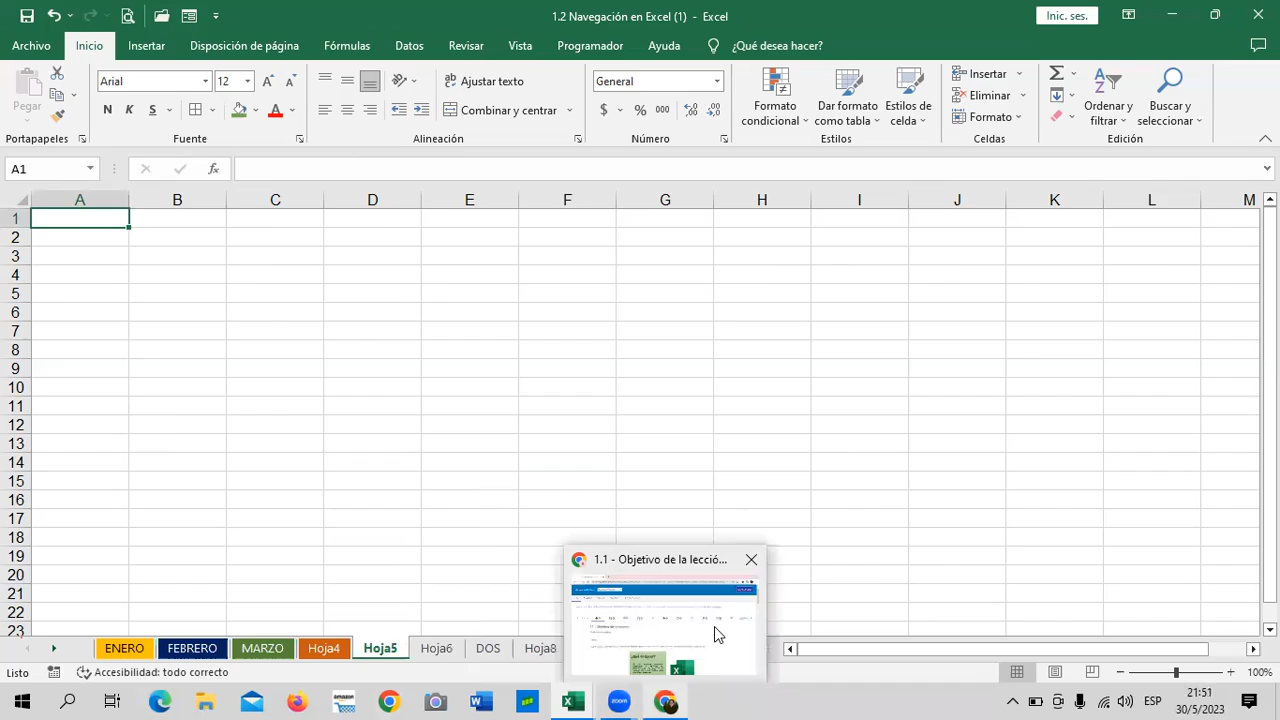 1.2 Navegación en Excel (1) - Excel
Inic. ses.
Archivo Inicio Insertar Disposición de página Fórmulas Datos Revisar Vista Programador Ayuda ¿Qué desea hacer?
Pegar
Arial 12
N K S
Ajustar texto
Combinar y centrar
General
$ % 000
Formato condicional
Dar formato como tabla
Estilos de celda
Insertar
Eliminar
Formato
Ordenar y filtrar
Buscar y seleccionar
Portapapeles Fuente Alineación Número Estilos Celdas Edición
A1 fx
A B C D E F G H I J K L M
1
2
3
4
5
6
7
8
9
10
11
12
13
14
15
16
17
18
19
20
21
22
23
1.1 - Objetivo de la lecció...
ENERO FEBRERO MARZO Hoja4 Hoja5 Hoja6 DOS Hoja8
Listo Accesibilidad: todo correcto 100%
amazon zoom ESP 21:51
30/5/2023